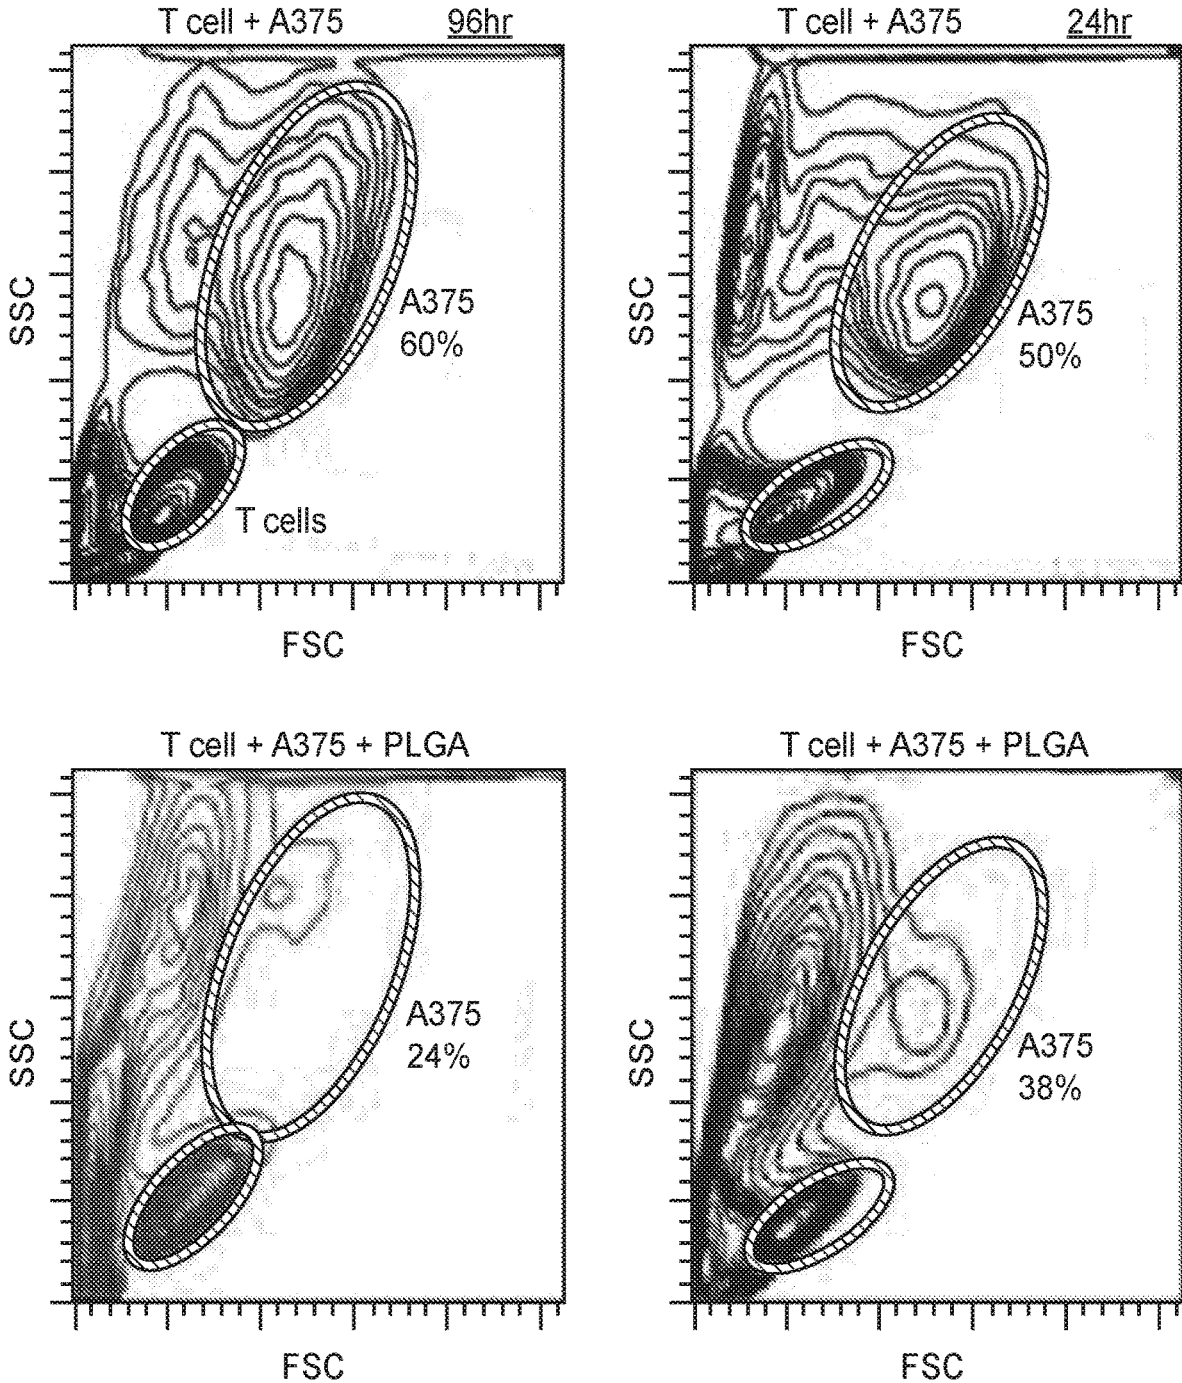 T cell + A375 96hr
SSC
A375
60%
T cells
FSC
T cell + A375 24hr
SSC
A375
50%
FSC
T cell + A375 + PLGA
SSC
A375
24%
FSC
T cell + A375 + PLGA
SSC
A375
38%
FSC